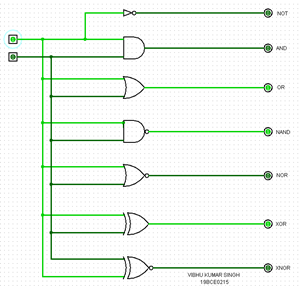 NOT
AND
OR
NAND
NOR
XOR
XNOR
VIBHU KUMAR SINGH
19BCE0215